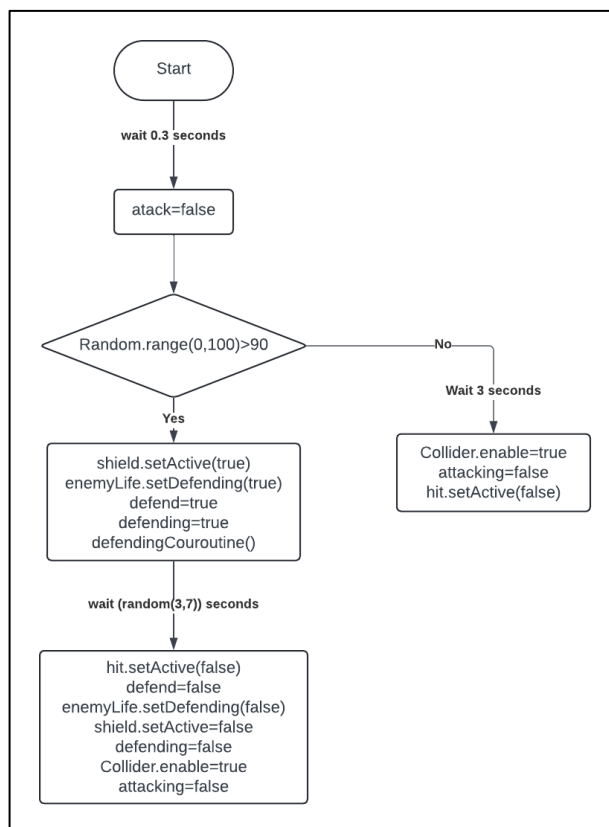 Start
wait 0.3 seconds
atack=false
Random.range(0,100)>90
No
Wait 3 seconds
Yes
Collider.enable=true
attacking=false
hit.setActive(false)
shield.setActive(true)
enemyLife.setDefending(true)
defend=true
defending=true
defendingCouroutine()
wait (random(3,7)) seconds
hit.setActive(false)
defend=false
enemyLife.setDefending(false)
shield.setActive=false
defending=false
Collider.enable=true
attacking=false